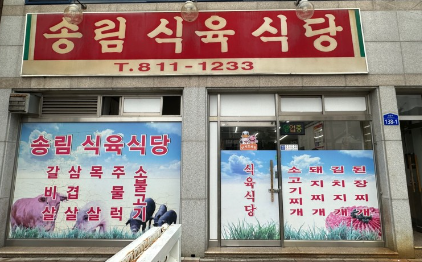 송림 식육 식당
T.811-1233
송림 식육식당
갈비살
삼겹살
목살
주물럭
소불고기
식육식당
소고기찌개
돼지찌개
김치찌개
된장찌개
138-1